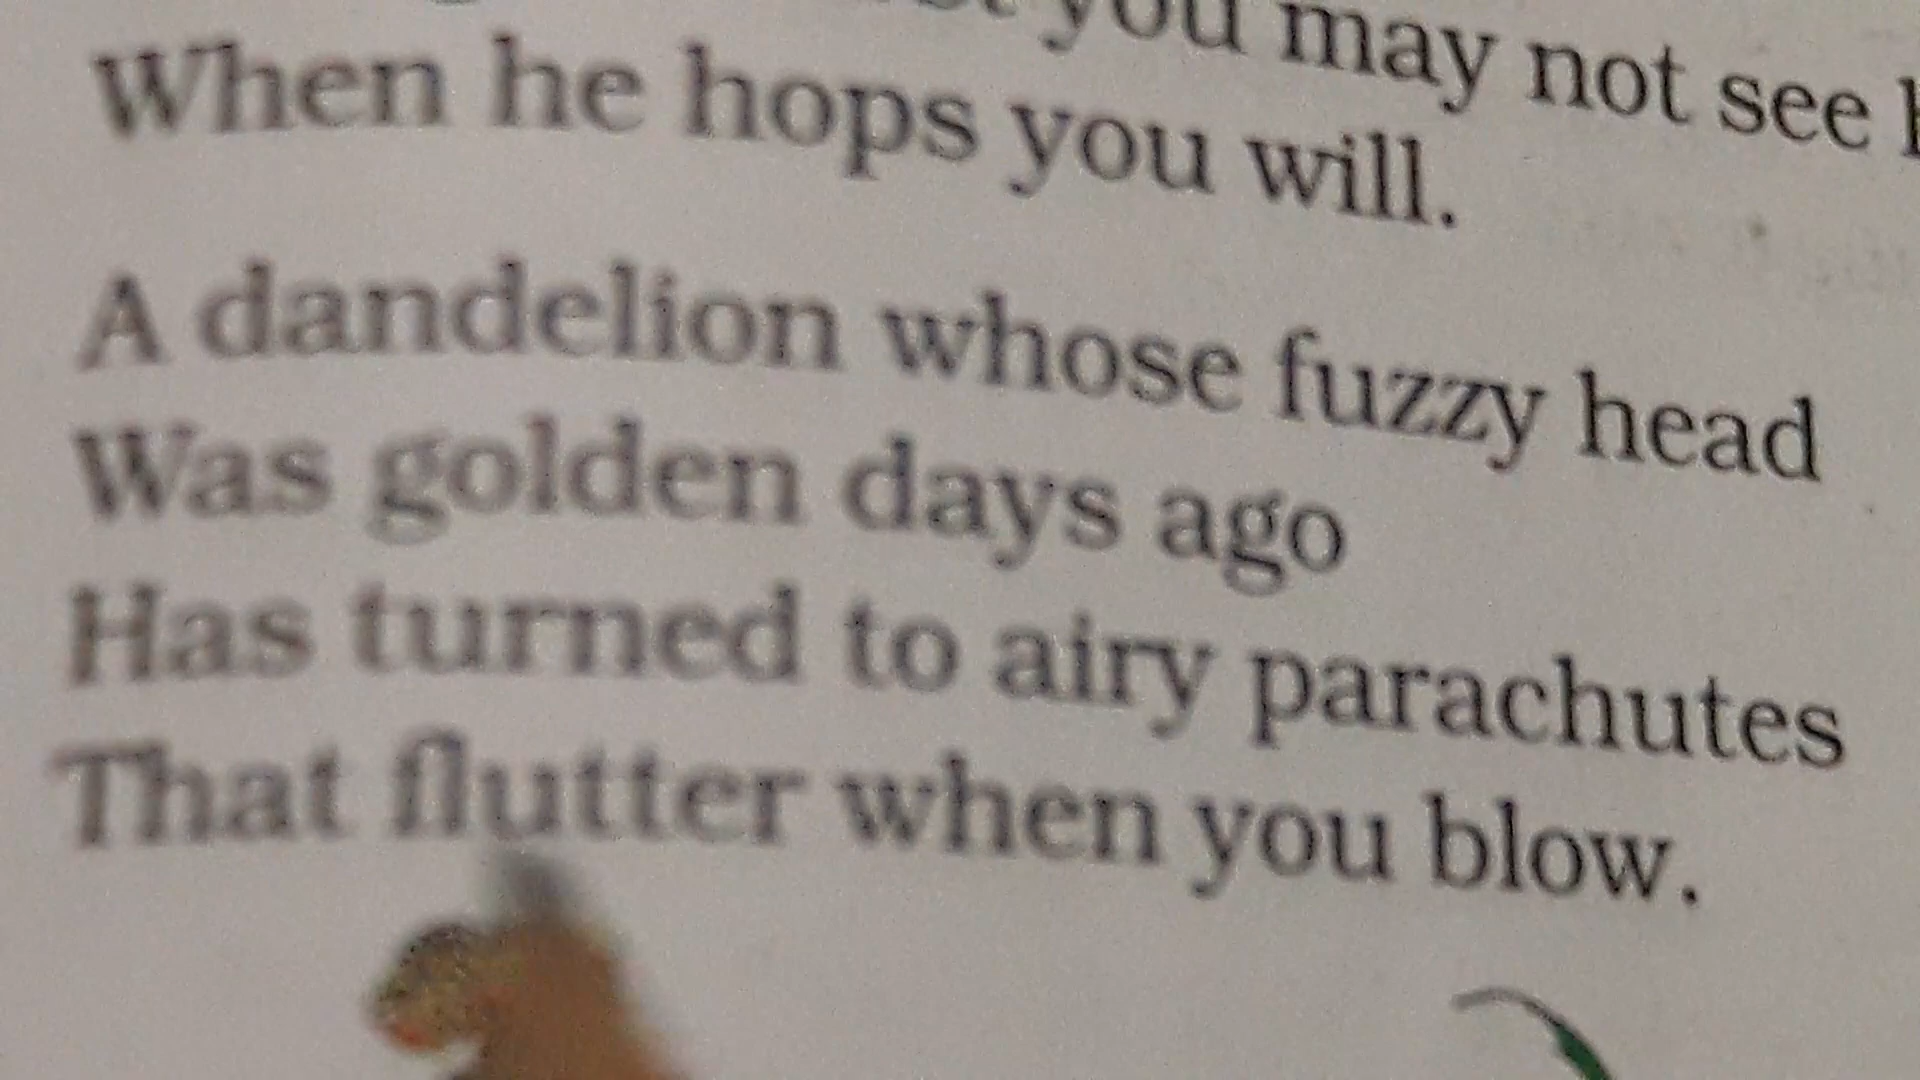 you may not see
When he hops you will.
A dandelion whose fuzzy head
Was golden days ago
Has turned to airy parachutes
That flutter when you blow.